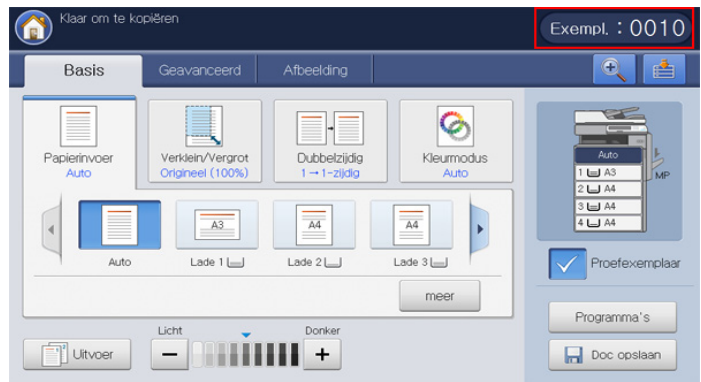 Klaar om te kopiëren
Exempl. : 0010
Basis
Geavanceerd
Afbeelding
Papierinvoer
Auto
Verklein/Vergrot
Origineel (100%)
Dubbelzijdig
1 → 1-zijdig
Kleurmodus
Auto
Auto
A3
Lade 1
A4
Lade 2
A4
Lade 3
meer
Auto
1 A3
2 A4
3 A4
4 A4
MP
Proefexemplaar
Uitvoer
Licht
Donker
Programma's
Doc opslaan